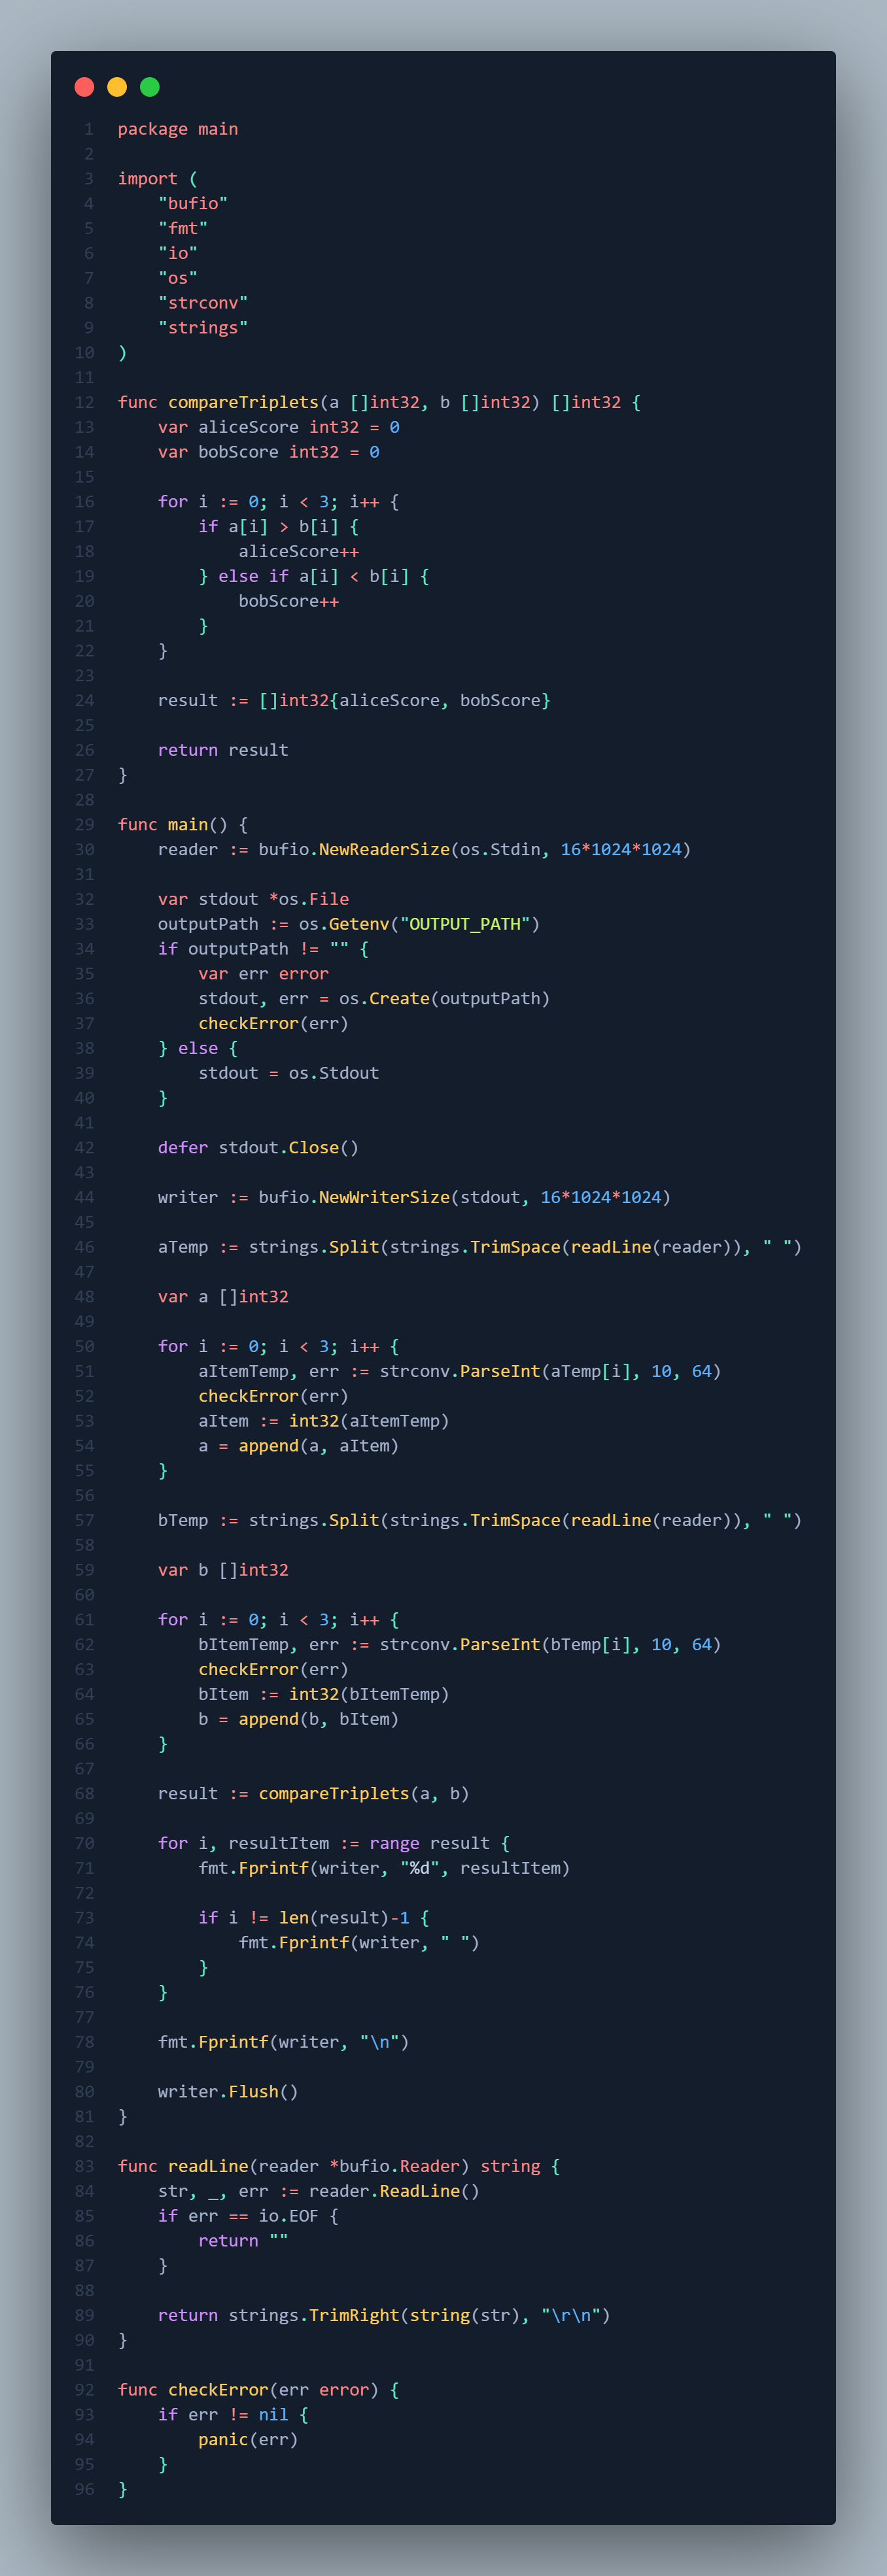 1 package main
2
3 import (
4     "bufio"
5     "fmt"
6     "io"
7     "os"
8     "strconv"
9     "strings"
10 )
11
12 func compareTriplets(a []int32, b []int32) []int32 {
13     var aliceScore int32 = 0
14     var bobScore int32 = 0
15
16     for i := 0; i < 3; i++ {
17         if a[i] > b[i] {
18             aliceScore++
19         } else if a[i] < b[i] {
20             bobScore++
21         }
22     }
23
24     result := []int32{aliceScore, bobScore}
25
26     return result
27 }
28
29 func main() {
30     reader := bufio.NewReaderSize(os.Stdin, 16*1024*1024)
31
32     var stdout *os.File
33     outputPath := os.Getenv("OUTPUT_PATH")
34     if outputPath != "" {
35         var err error
36         stdout, err = os.Create(outputPath)
37         checkError(err)
38     } else {
39         stdout = os.Stdout
40     }
41
42     defer stdout.Close()
43
44     writer := bufio.NewWriterSize(stdout, 16*1024*1024)
45
46     aTemp := strings.Split(strings.TrimSpace(readLine(reader)), " ")
47
48     var a []int32
49
50     for i := 0; i < 3; i++ {
51         aItemTemp, err := strconv.ParseInt(aTemp[i], 10, 64)
52         checkError(err)
53         aItem := int32(aItemTemp)
54         a = append(a, aItem)
55     }
56
57     bTemp := strings.Split(strings.TrimSpace(readLine(reader)), " ")
58
59     var b []int32
60
61     for i := 0; i < 3; i++ {
62         bItemTemp, err := strconv.ParseInt(bTemp[i], 10, 64)
63         checkError(err)
64         bItem := int32(bItemTemp)
65         b = append(b, bItem)
66     }
67
68     result := compareTriplets(a, b)
69
70     for i, resultItem := range result {
71         fmt.Fprintf(writer, "%d", resultItem)
72
73         if i != len(result)-1 {
74             fmt.Fprintf(writer, " ")
75         }
76     }
77
78     fmt.Fprintf(writer, "\n")
79
80     writer.Flush()
81 }
82
83 func readLine(reader *bufio.Reader) string {
84     str, _, err := reader.ReadLine()
85     if err == io.EOF {
86         return ""
87     }
88
89     return strings.TrimRight(string(str), "\r\n")
90 }
91
92 func checkError(err error) {
93     if err != nil {
94         panic(err)
95     }
96 }